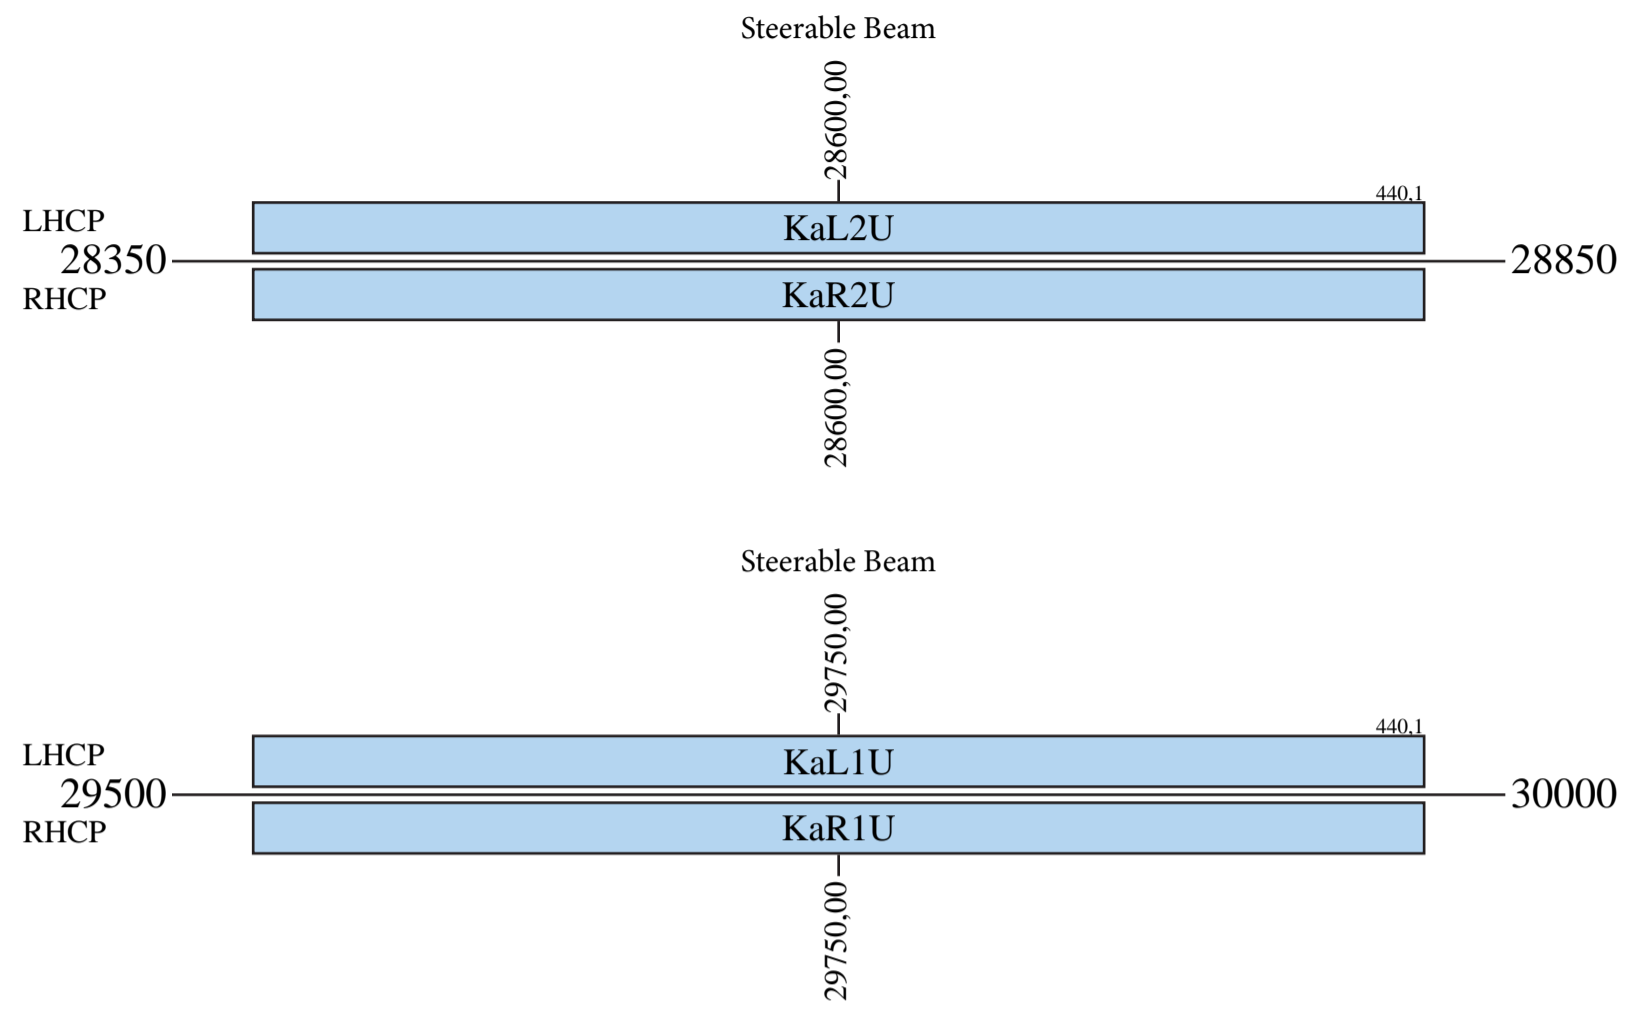 Steerable Beam
28600,00
440,1
LHCP
KaL2U
28350
28850
RHCP
KaR2U
28600,00
Steerable Beam
29750,00
440,1
LHCP
KaL1U
29500
30000
RHCP
KaR1U
29750,00